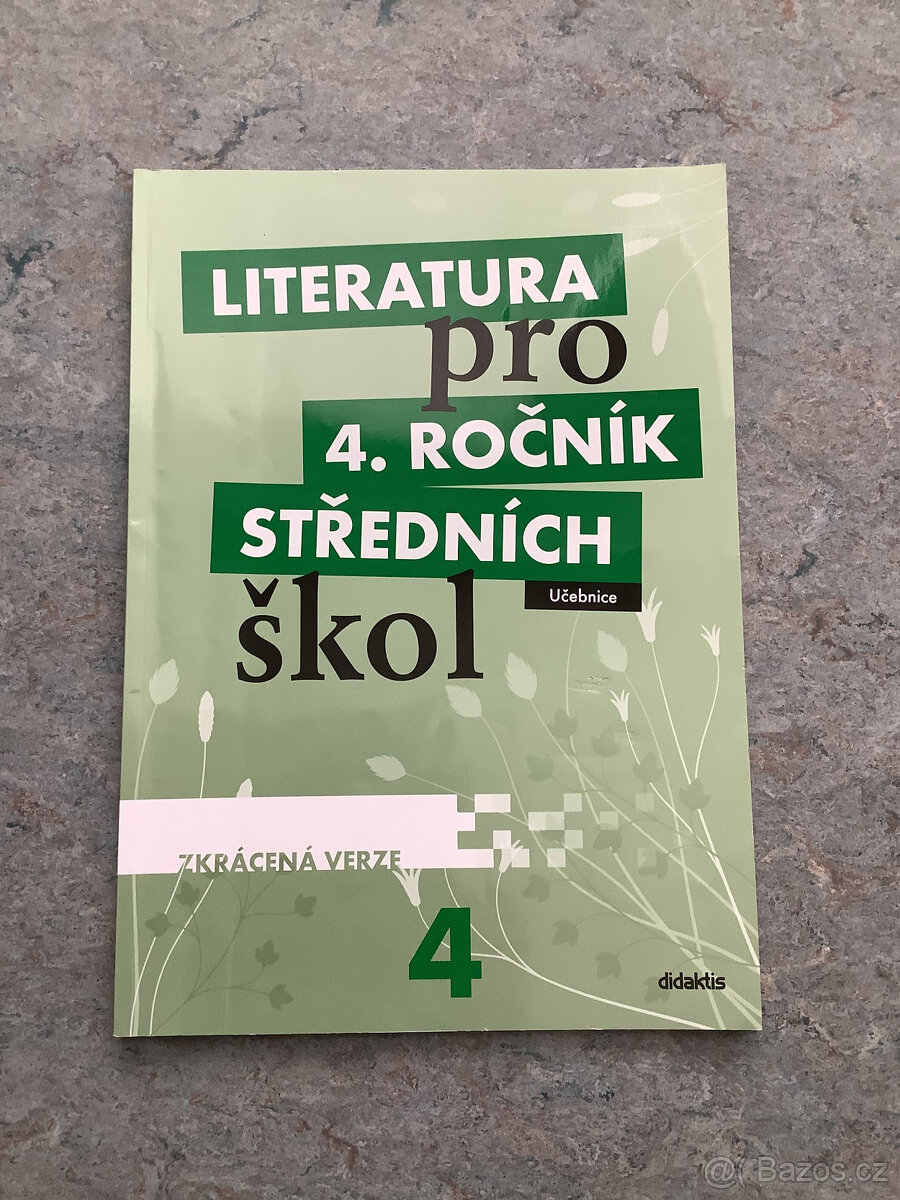 LITERATURA
pro
4. ROČNÍK
STŘEDNÍCH
Učebnice
škol
ZKRÁCENÁ VERZE
4
didaktis
@ Bazos.cz